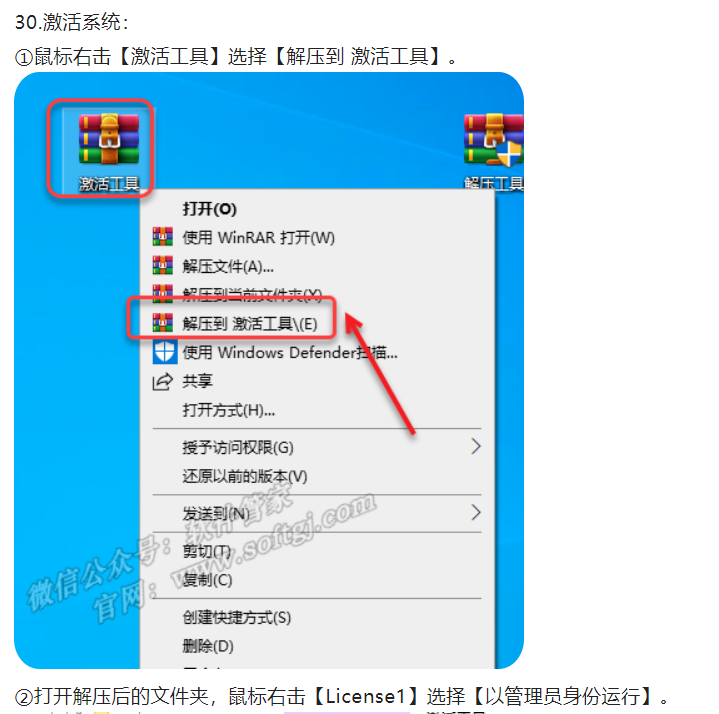 30.激活系统：
①鼠标右击【激活工具】选择【解压到 激活工具】。
激活工具
解压工具
打开(O)
使用 WinRAR 打开(W)
解压文件(A)...
解压到当前文件夹(X)
解压到 激活工具\(E)
使用 Windows Defender扫描...
共享
打开方式(H)...
授予访问权限(G)
还原以前的版本(V)
发送到(N)
剪切(T)
复制(C)
创建快捷方式(S)
删除(D)
微信公众号：软件管家
官网：www.softgj.com
②打开解压后的文件夹，鼠标右击【License1】选择【以管理员身份运行】。